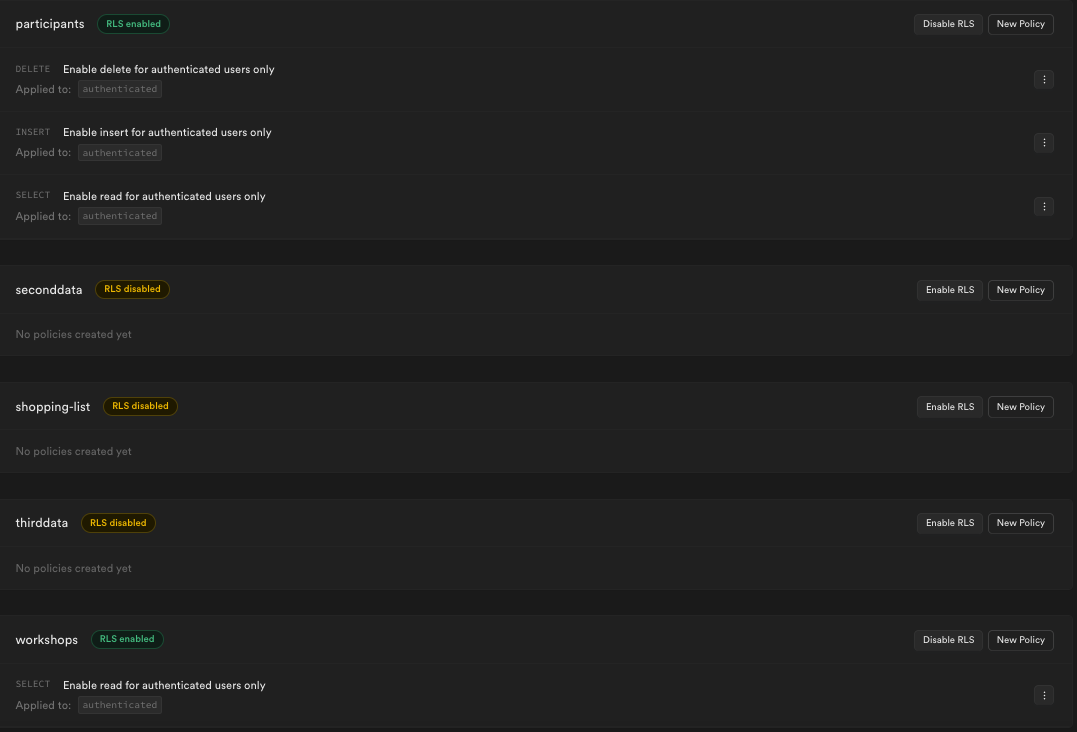 participants RLS enabled Disable RLS New Policy
DELETE Enable delete for authenticated users only
Applied to: authenticated
INSERT Enable insert for authenticated users only
Applied to: authenticated
SELECT Enable read for authenticated users only
Applied to: authenticated
seconddata RLS disabled Enable RLS New Policy
No policies created yet
shopping-list RLS disabled Enable RLS New Policy
No policies created yet
thirddata RLS disabled Enable RLS New Policy
No policies created yet
workshops RLS enabled Disable RLS New Policy
SELECT Enable read for authenticated users only
Applied to: authenticated